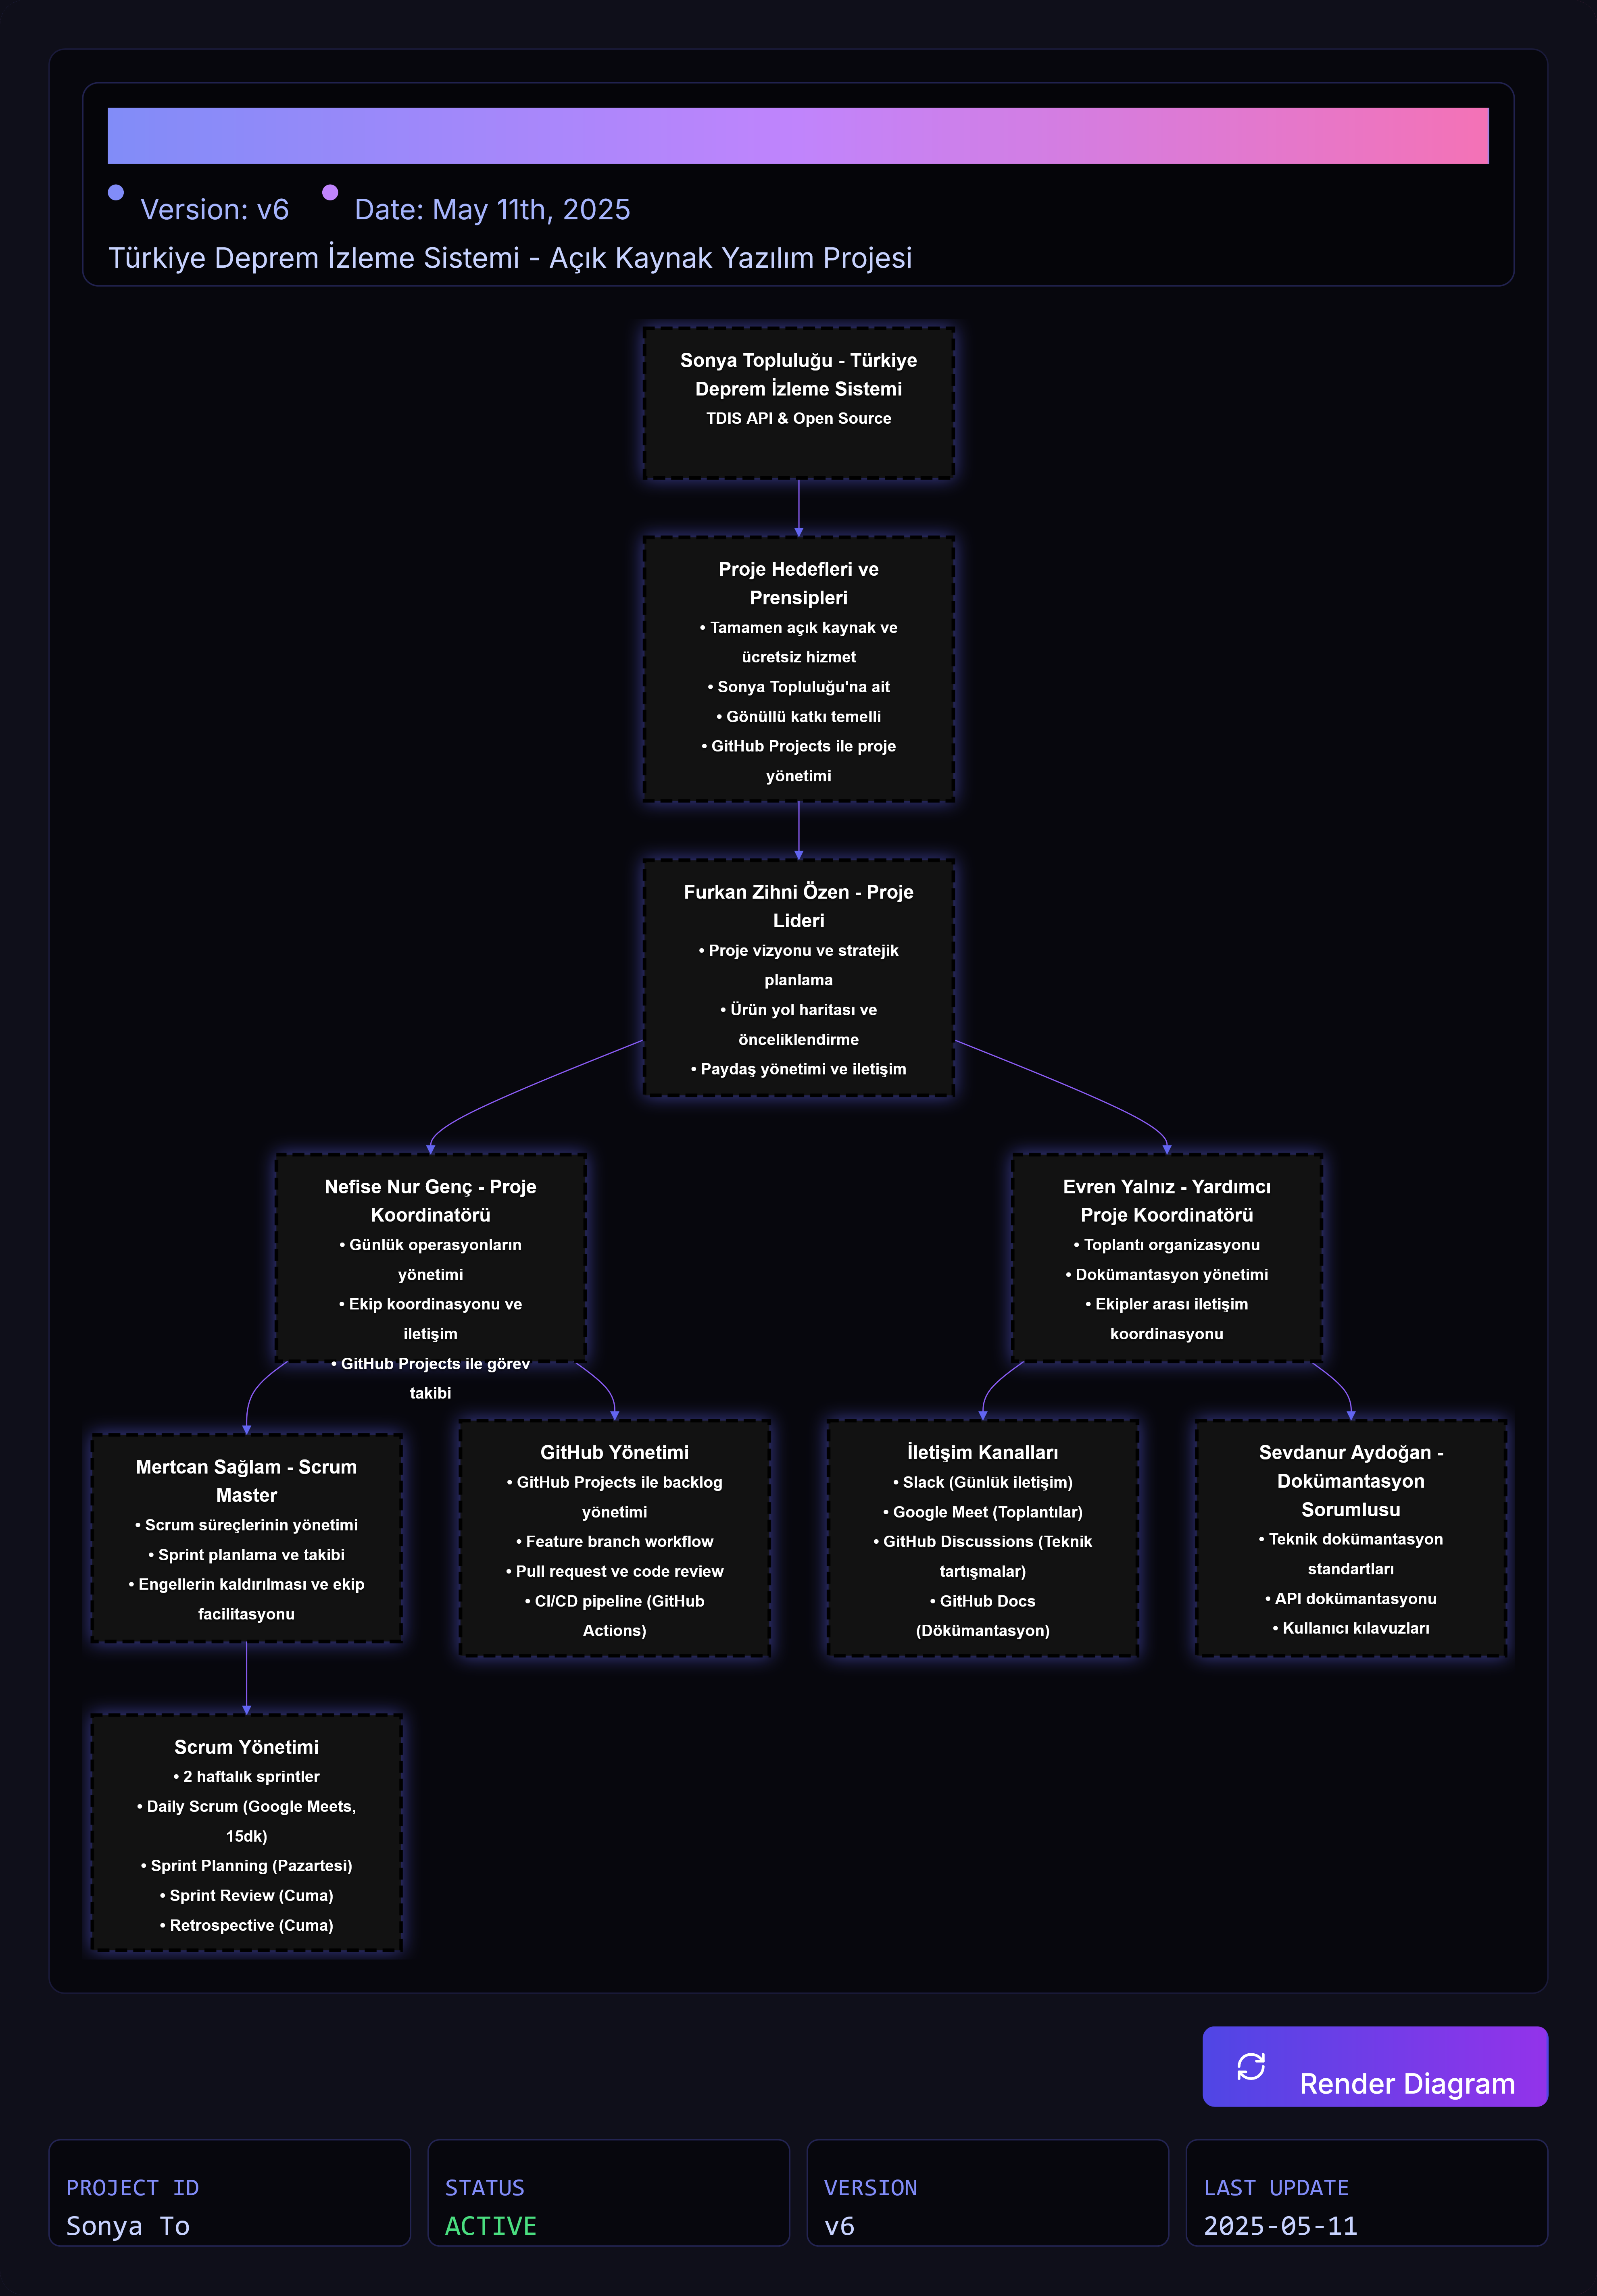 Version: v6
Date: May 11th, 2025
Türkiye Deprem İzleme Sistemi - Açık Kaynak Yazılım Projesi
Sonya Topluluğu - Türkiye
Deprem İzleme Sistemi
TDIS API & Open Source
Proje Hedefleri ve
Prensipleri
• Tamamen açık kaynak ve
ücretsiz hizmet
• Sonya Topluluğu'na ait
• Gönüllü katkı temelli
• GitHub Projects ile proje
yönetimi
Furkan Zihni Özen - Proje
Lideri
• Proje vizyonu ve stratejik
planlama
• Ürün yol haritası ve
önceliklendirme
• Paydaş yönetimi ve iletişim
Nefise Nur Genç - Proje
Koordinatörü
• Günlük operasyonların
yönetimi
• Ekip koordinasyonu ve
iletişim
• GitHub Projects ile görev
takibi
Evren Yalnız - Yardımcı
Proje Koordinatörü
• Toplantı organizasyonu
• Dokümantasyon yönetimi
• Ekipler arası iletişim
koordinasyonu
Mertcan Sağlam - Scrum
Master
• Scrum süreçlerinin yönetimi
• Sprint planlama ve takibi
• Engellerin kaldırılması ve ekip
facilitasyonu
GitHub Yönetimi
• GitHub Projects ile backlog
yönetimi
• Feature branch workflow
• Pull request ve code review
• CI/CD pipeline (GitHub
Actions)
İletişim Kanalları
• Slack (Günlük iletişim)
• Google Meet (Toplantılar)
• GitHub Discussions (Teknik
tartışmalar)
• GitHub Docs
(Dökümantasyon)
Sevdanur Aydoğan -
Dokümantasyon
Sorumlusu
• Teknik dokümantasyon
standartları
• API dokümantasyonu
• Kullanıcı kılavuzları
Scrum Yönetimi
• 2 haftalık sprintler
• Daily Scrum (Google Meets,
15dk)
• Sprint Planning (Pazartesi)
• Sprint Review (Cuma)
• Retrospective (Cuma)
Render Diagram
PROJECT ID
Sonya To
STATUS
ACTIVE
VERSION
v6
LAST UPDATE
2025-05-11